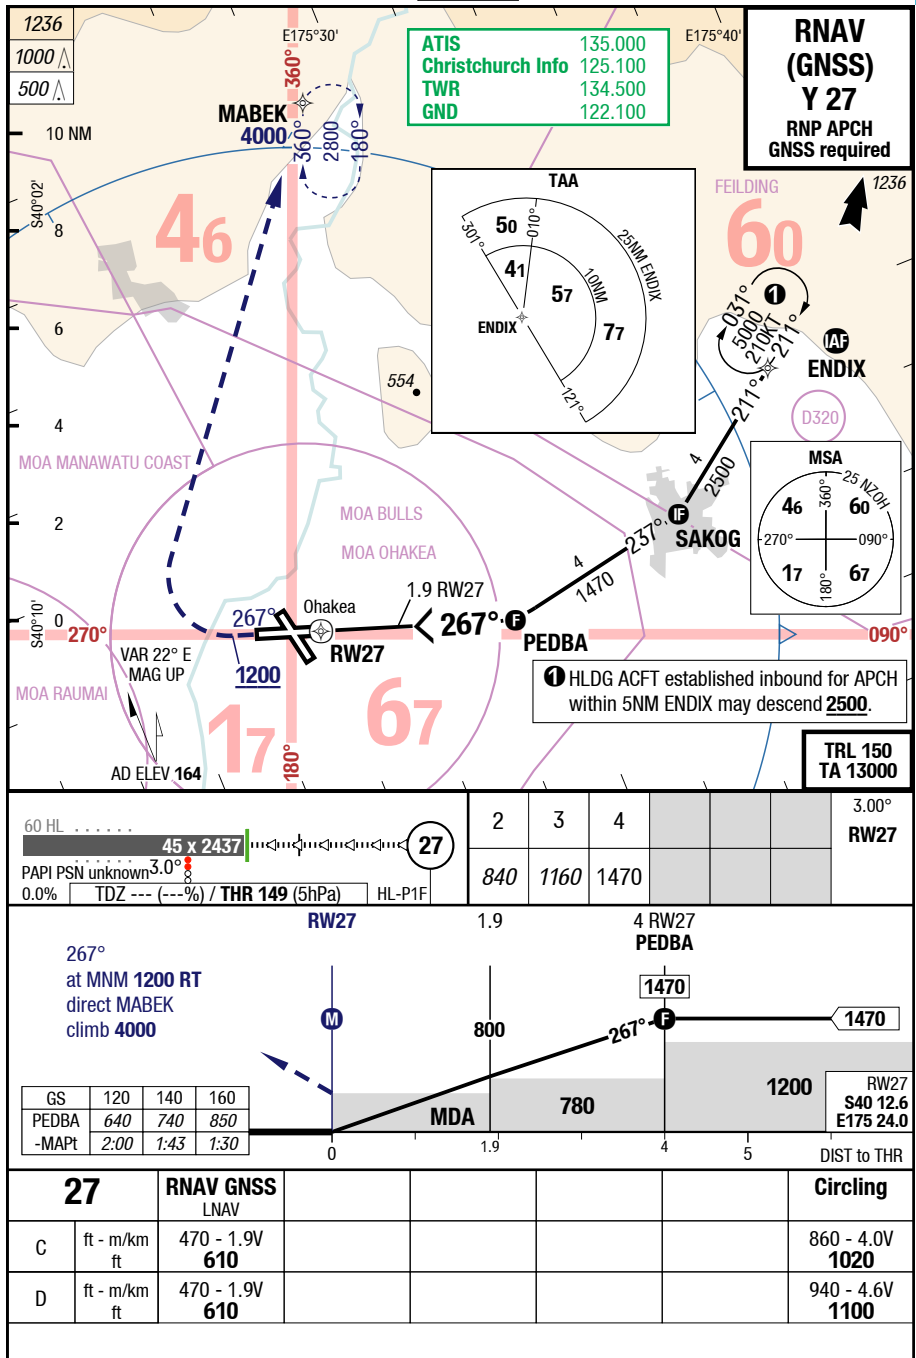 1236
1000
500
E175°30'
E175°40'
360°
ATIS 135.000
Christchurch Info 125.100
TWR 134.500
GND 122.100
RNAV
(GNSS)
Y 27
RNP APCH
GNSS required
MABEK
4000
360°
2800
180°
10 NM
S40°02'
8
6
4
2
0
S40°10'
46
60
FEILDING
1236
TAA
301°
50
010°
41
57
10NM
25NM ENDIX
77
ENDIX
121°
031°
5000
210KT
211°
1
IAF
ENDIX
211°
D320
554
4
2500
MOA MANAWATU COAST
MOA BULLS
MOA OHAKEA
IF
SAKOG
237°
4
1470
MSA
25 NZOH
46
360°
60
270°
090°
17
180°
67
1.9 RW27
267°
F
PEDBA
Ohakea
267°
RW27
1200
270°
090°
VAR 22° E
MAG UP
MOA RAUMAI
17
67
180°
AD ELEV 164
1 HLDG ACFT established inbound for APCH
within 5NM ENDIX may descend 2500.
TRL 150
TA 13000
60 HL
45 x 2437
27
PAPI PSN unknown 3.0°
0.0%
TDZ --- (---%) / THR 149 (5hPa)
HL-P1F
2 3 4
840 1160 1470
3.00°
RW27
RW27
1.9
4 RW27
PEDBA
267°
at MNM 1200 RT
direct MABEK
climb 4000
M
800
1470
267°
F
1470
MDA
780
1200
RW27
S40 12.6
E175 24.0
GS 120 140 160
PEDBA 640 740 850
-MAPt 2:00 1:43 1:30
0
1.9
4
5
DIST to THR
27
RNAV GNSS
LNAV
Circling
C ft - m/km 470 - 1.9V 860 - 4.0V
ft 610 1020
D ft - m/km 470 - 1.9V 940 - 4.6V
ft 610 1100